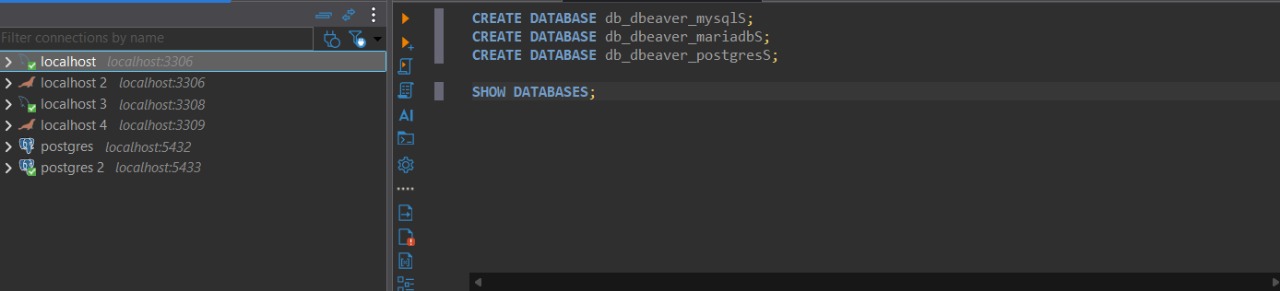 Filter connections by name
localhost localhost:3306
localhost 2 localhost:3306
localhost 3 localhost:3308
localhost 4 localhost:3309
postgres localhost:5432
postgres 2 localhost:5433
AI
CREATE DATABASE db_dbeaver_mysqlS;
CREATE DATABASE db_dbeaver_mariadbS;
CREATE DATABASE db_dbeaver_postgresS;
SHOW DATABASES;